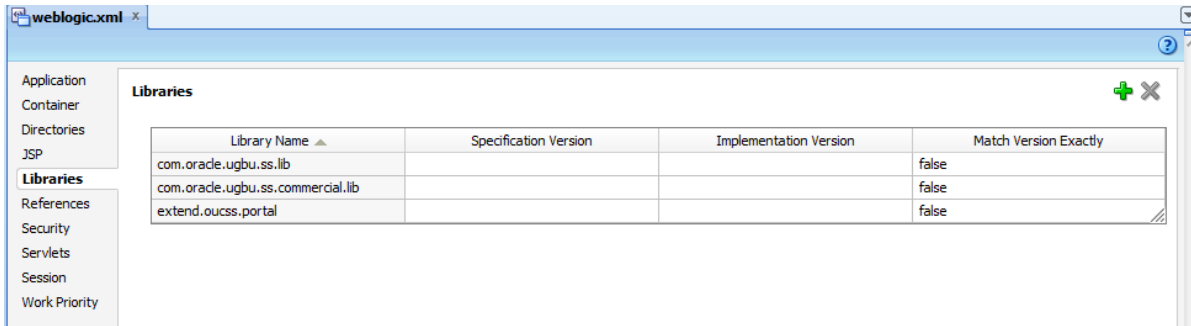 weblogic.xml
Application
Container
Directories
JSP
Libraries
References
Security
Servlets
Session
Work Priority
Libraries
Library Name Specification Version Implementation Version Match Version Exactly
com.oracle.ugbu.ss.lib false
com.oracle.ugbu.ss.commercial.lib false
extend.oucss.portal false